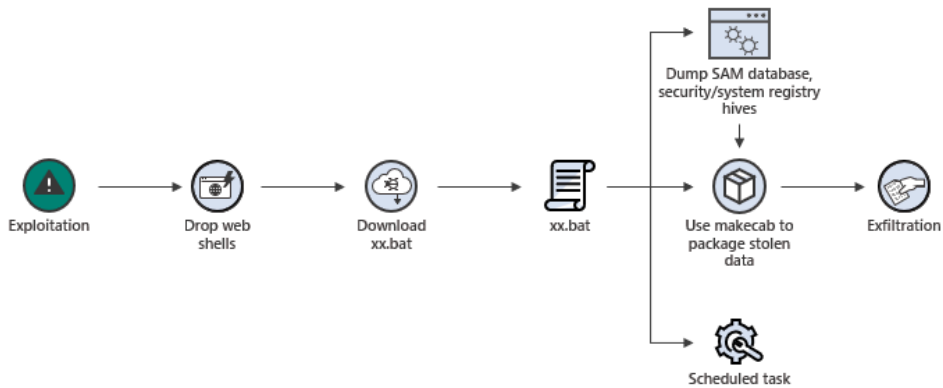 Exploitation
Drop web
shells
Download
xx.bat
xx.bat
Dump SAM database,
security/system registry
hives
Use makecab to
package stolen
data
Scheduled task
Exfiltration